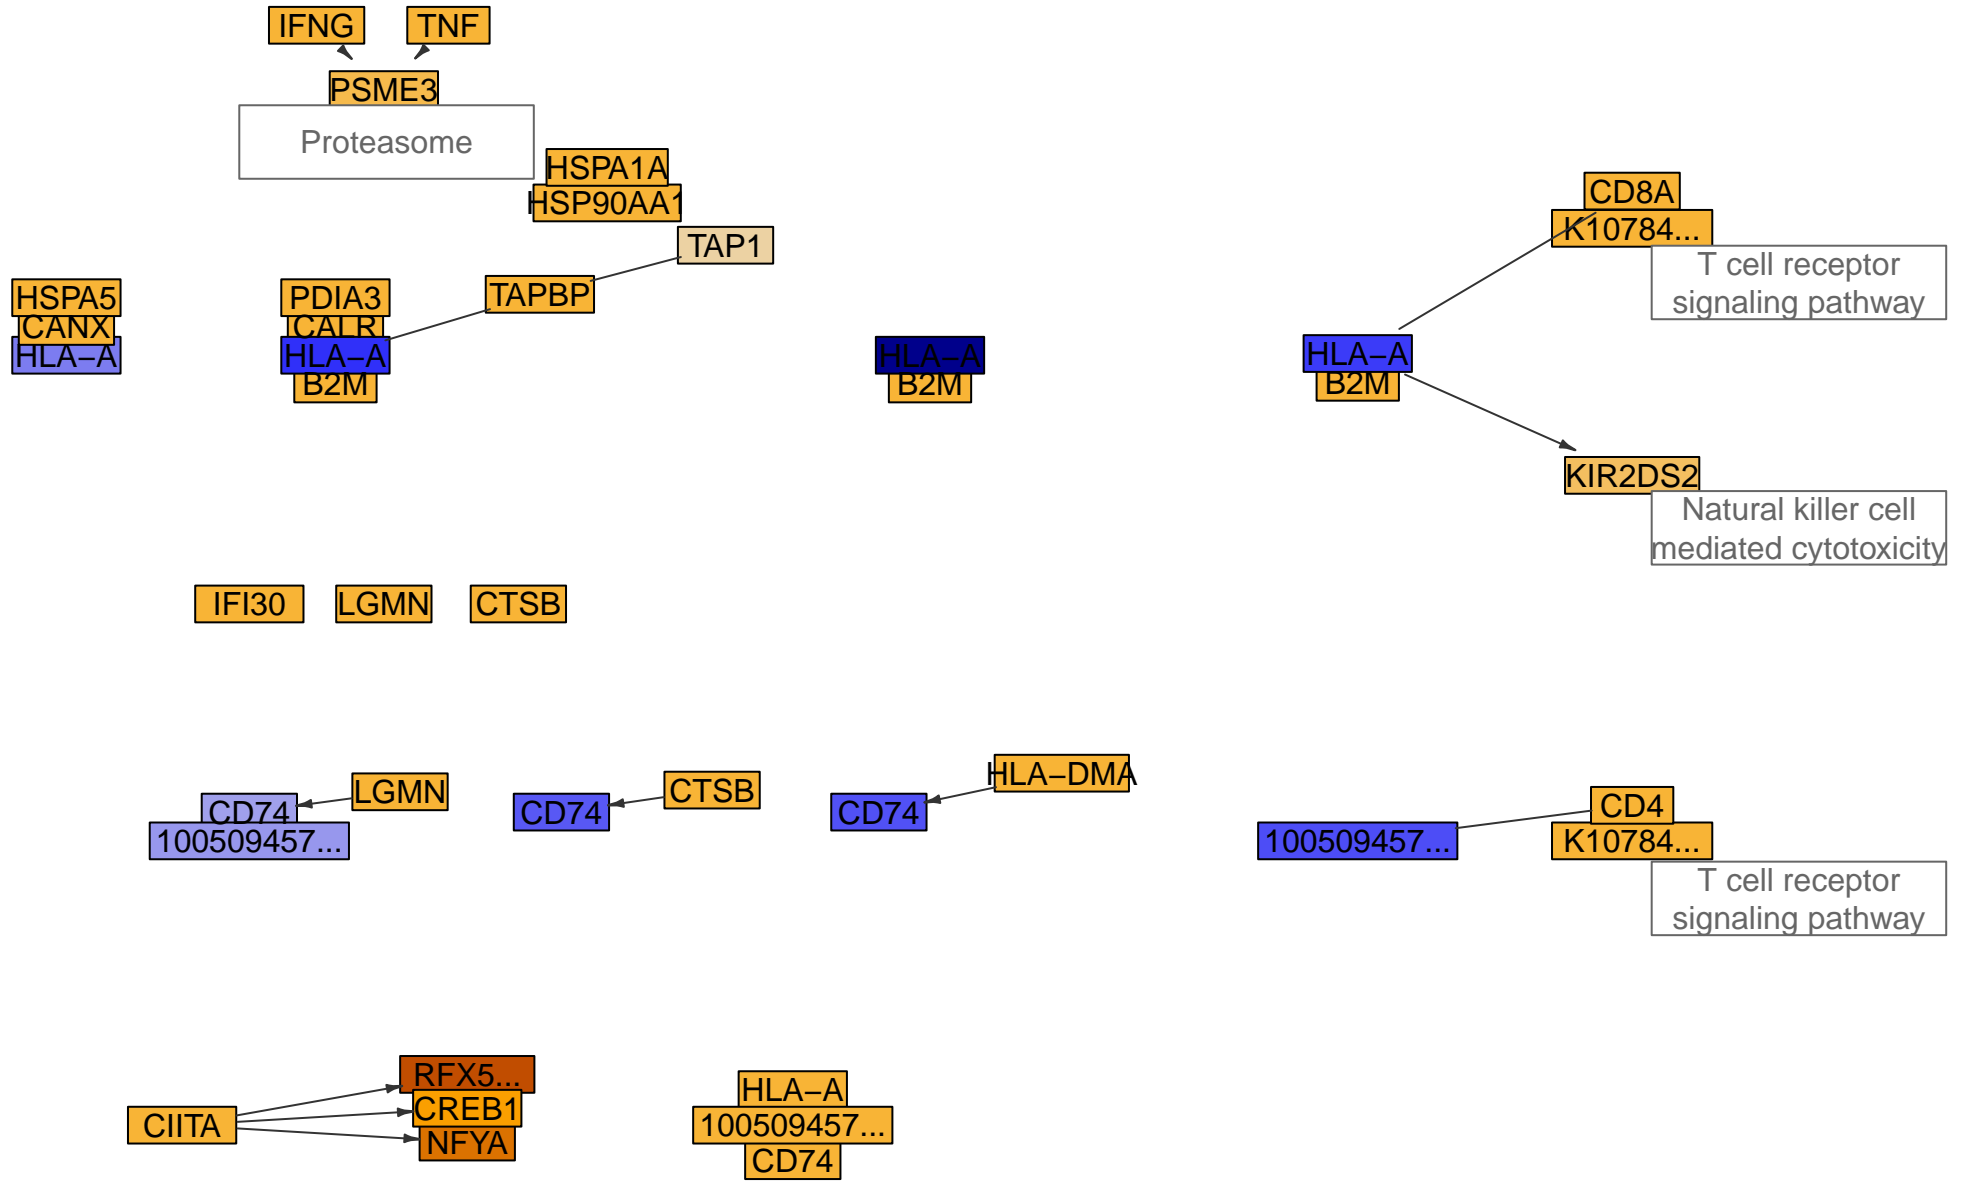 IFNG
TNF
PSME3
Proteasome
HSPA1A
HSP90AA1
TAP1
TAPBP
CD8A
K10784...
T cell receptor
signaling pathway
HSPA5
CANX
HLA−A
PDIA3
CALR
HLA−A
B2M
HLA−A
B2M
HLA−A
B2M
KIR2DS2
Natural killer cell
mediated cytotoxicity
IFI30
LGMN
CTSB
CD74
100509457...
LGMN
CD74
CTSB
CD74
HLA−DMA
100509457...
CD4
K10784...
T cell receptor
signaling pathway
CIITA
RFX5...
CREB1
NFYA
HLA−A
100509457...
CD74